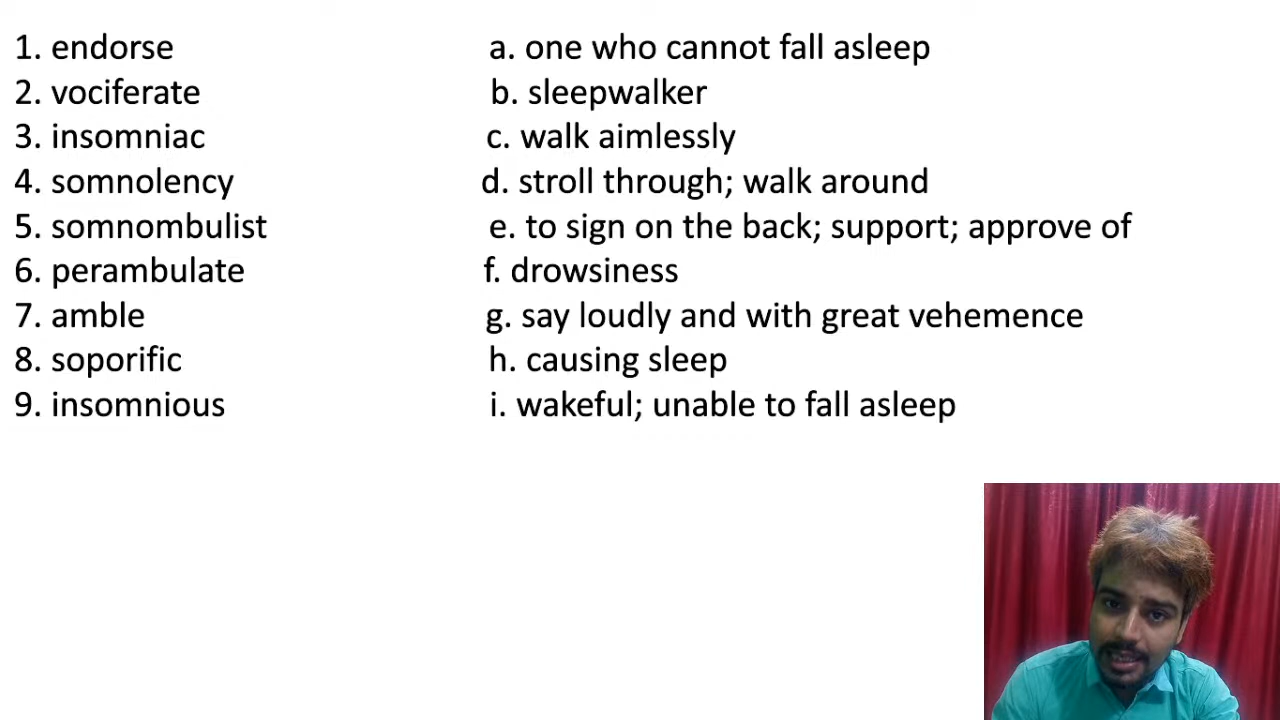 1. endorse a. one who cannot fall asleep
2. vociferate b. sleepwalker
3. insomniac c. walk aimlessly
4. somnolency d. stroll through; walk around
5. somnombulist e. to sign on the back; support; approve of
6. perambulate f. drowsiness
7. amble g. say loudly and with great vehemence
8. soporific h. causing sleep
9. insomnious i. wakeful; unable to fall asleep